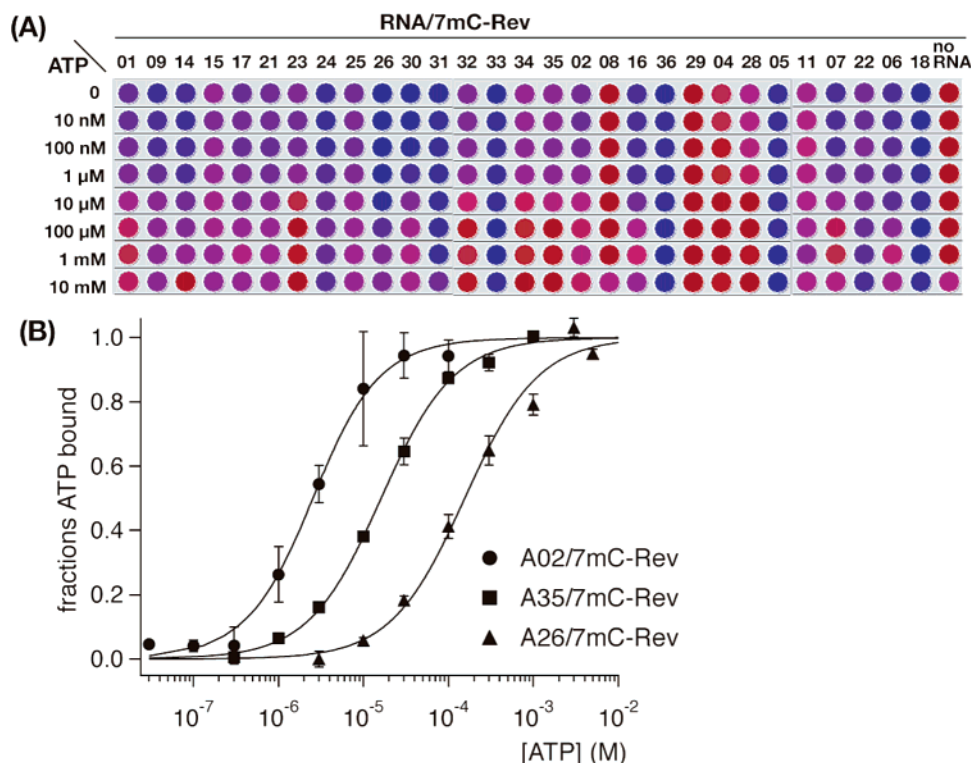 (A)
RNA/7mC-Rev
ATP 01 09 14 15 17 21 23 24 25 26 30 31 32 33 34 35 02 08 16 36 29 04 28 05 11 07 22 06 18 no RNA
0
10 nM
100 nM
1 μM
10 μM
100 μM
1 mM
10 mM
(B)
1.0
0.8
0.6
0.4
0.2
0.0
fractions ATP bound
A02/7mC-Rev
A35/7mC-Rev
A26/7mC-Rev
10⁻⁷ 10⁻⁶ 10⁻⁵ 10⁻⁴ 10⁻³ 10⁻²
[ATP] (M)